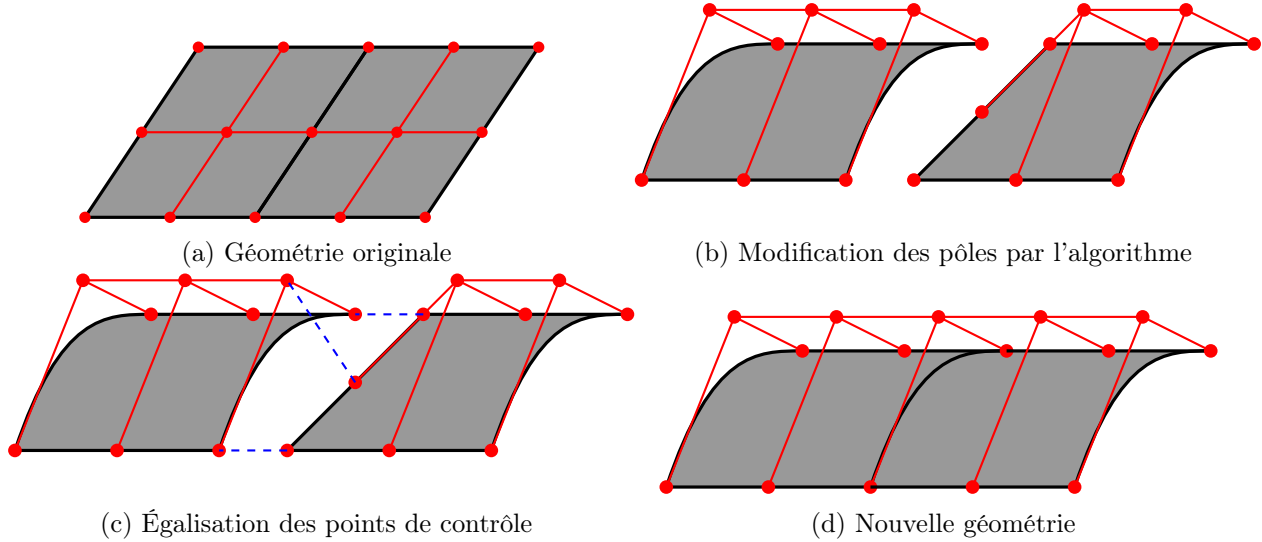 (a) Géométrie originale
(b) Modification des pôles par l'algorithme
(c) Égalisation des points de contrôle
(d) Nouvelle géométrie